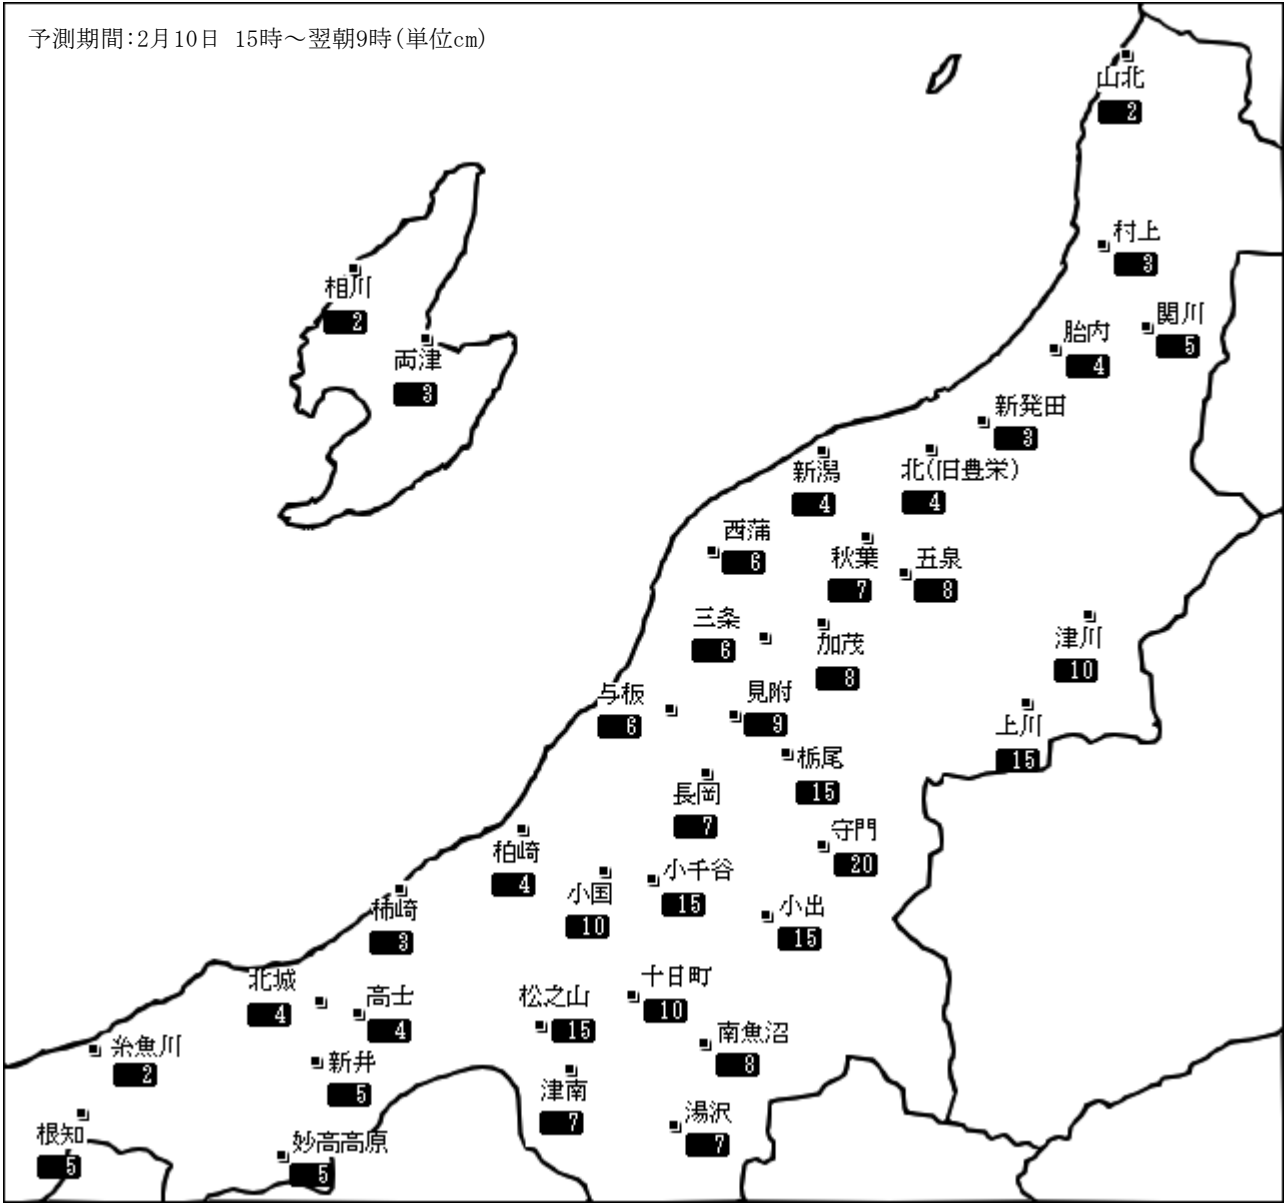 予測期間:2月10日 15時～翌朝9時(単位cm)
山北
2
村上
3
相川
2
関川
5
胎内
4
両津
3
新発田
3
新潟
4
北(旧豊栄)
4
西蒲
6
秋葉
7
五泉
8
三条
6
加茂
8
津川
10
与板
6
見附
9
上川
15
栃尾
15
長岡
7
守門
20
柏崎
4
小国
10
小千谷
15
小出
15
柿崎
3
北城
4
高士
4
松之山
15
十日町
10
南魚沼
8
糸魚川
2
新井
5
津南
7
湯沢
7
根知
5
妙高高原
5